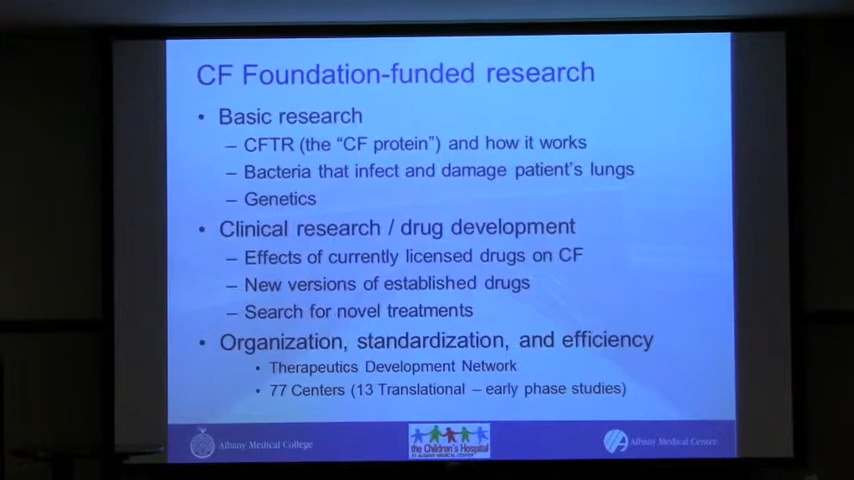 CF Foundation-funded research
• Basic research
– CFTR (the “CF protein”) and how it works
– Bacteria that infect and damage patient’s lungs
– Genetics
• Clinical research / drug development
– Effects of currently licensed drugs on CF
– New versions of established drugs
– Search for novel treatments
• Organization, standardization, and efficiency
• Therapeutics Development Network
• 77 Centers (13 Translational – early phase studies)
Albany Medical College
the Children's Hospital
AT ALBANY MEDICAL CENTER
Albany Medical Center